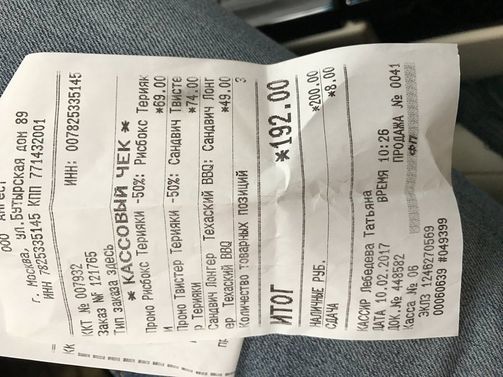 ООО
г. Москва, ул.Бутырская дом 89
ИНН 7825335145 КПП 771432001
ККТ № 007932 ИНН: 007825335145
Заказ № 121765
Тип заказа здесь
* КАССОВЫЙ ЧЕК *
Промо Рисбокс Терияки -50%: Рисбокс Терияк
и *69.00
Промо Твистер Терияки -50%: Сандвич Твисте
р Терияки *74.00
Сандвич Лонгер Техаский BBQ: Сандвич Лонг
ер Техаский BBQ *49.00
Количество товарных позиций 3
ИТОГ *192.00
НАЛИЧНЫЕ РУБ. *200.00
СДАЧА *8.00
КАССИР Лебедева Татьяна
ДАТА 10.02.2017 ВРЕМЯ 10:26
ДОК.№ 448582 ПРОДАЖА № 0041
Касса № 06
ЭКЛЗ 1246270569 ФП
00060639 #049399